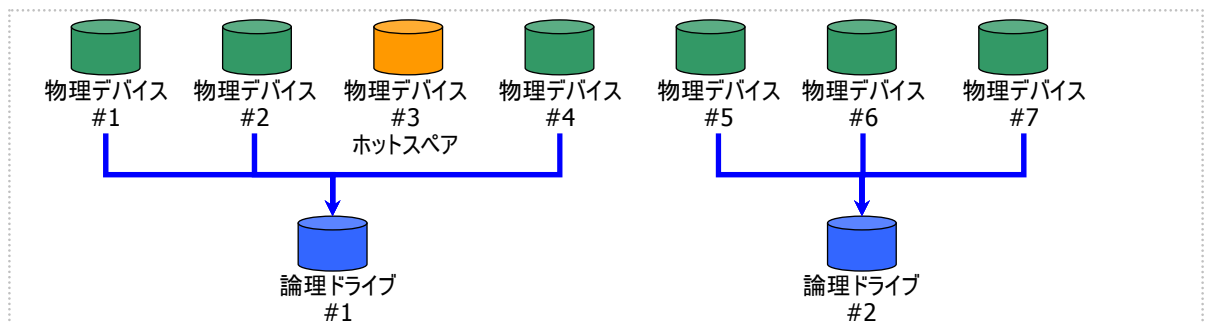 物理デバイス
#1
物理デバイス
#2
物理デバイス
#3
ホットスペア
物理デバイス
#4
物理デバイス
#5
物理デバイス
#6
物理デバイス
#7
論理ドライブ
#1
論理ドライブ
#2